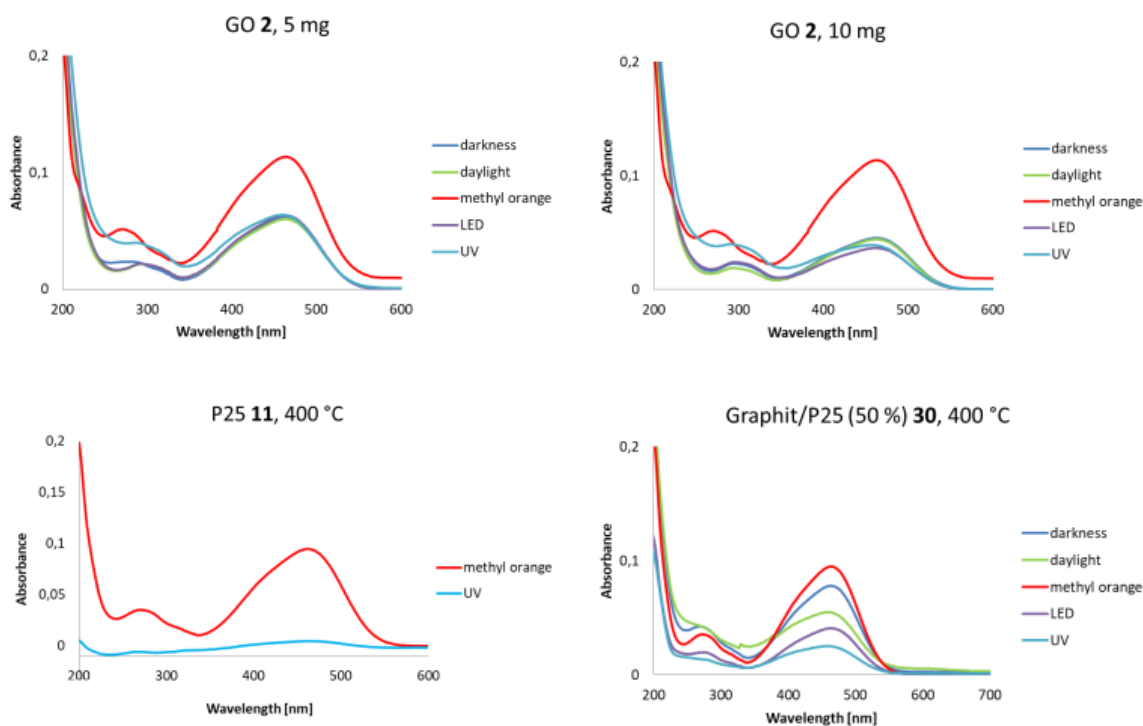 GO 2, 5 mg
0,2
0,1
0
Absorbance
200 300 400 500 600
Wavelength [nm]
darkness
daylight
methyl orange
LED
UV
GO 2, 10 mg
0,2
0,1
0
Absorbance
200 300 400 500 600
Wavelength [nm]
darkness
daylight
methyl orange
LED
UV
P25 11, 400 °C
0,2
0,15
0,1
0,05
0
Absorbance
200 300 400 500 600
Wavelength [nm]
methyl orange
UV
Graphit/P25 (50 %) 30, 400 °C
0,2
0,1
0
Absorbance
200 300 400 500 600 700
Wavelength [nm]
darkness
daylight
methyl orange
LED
UV